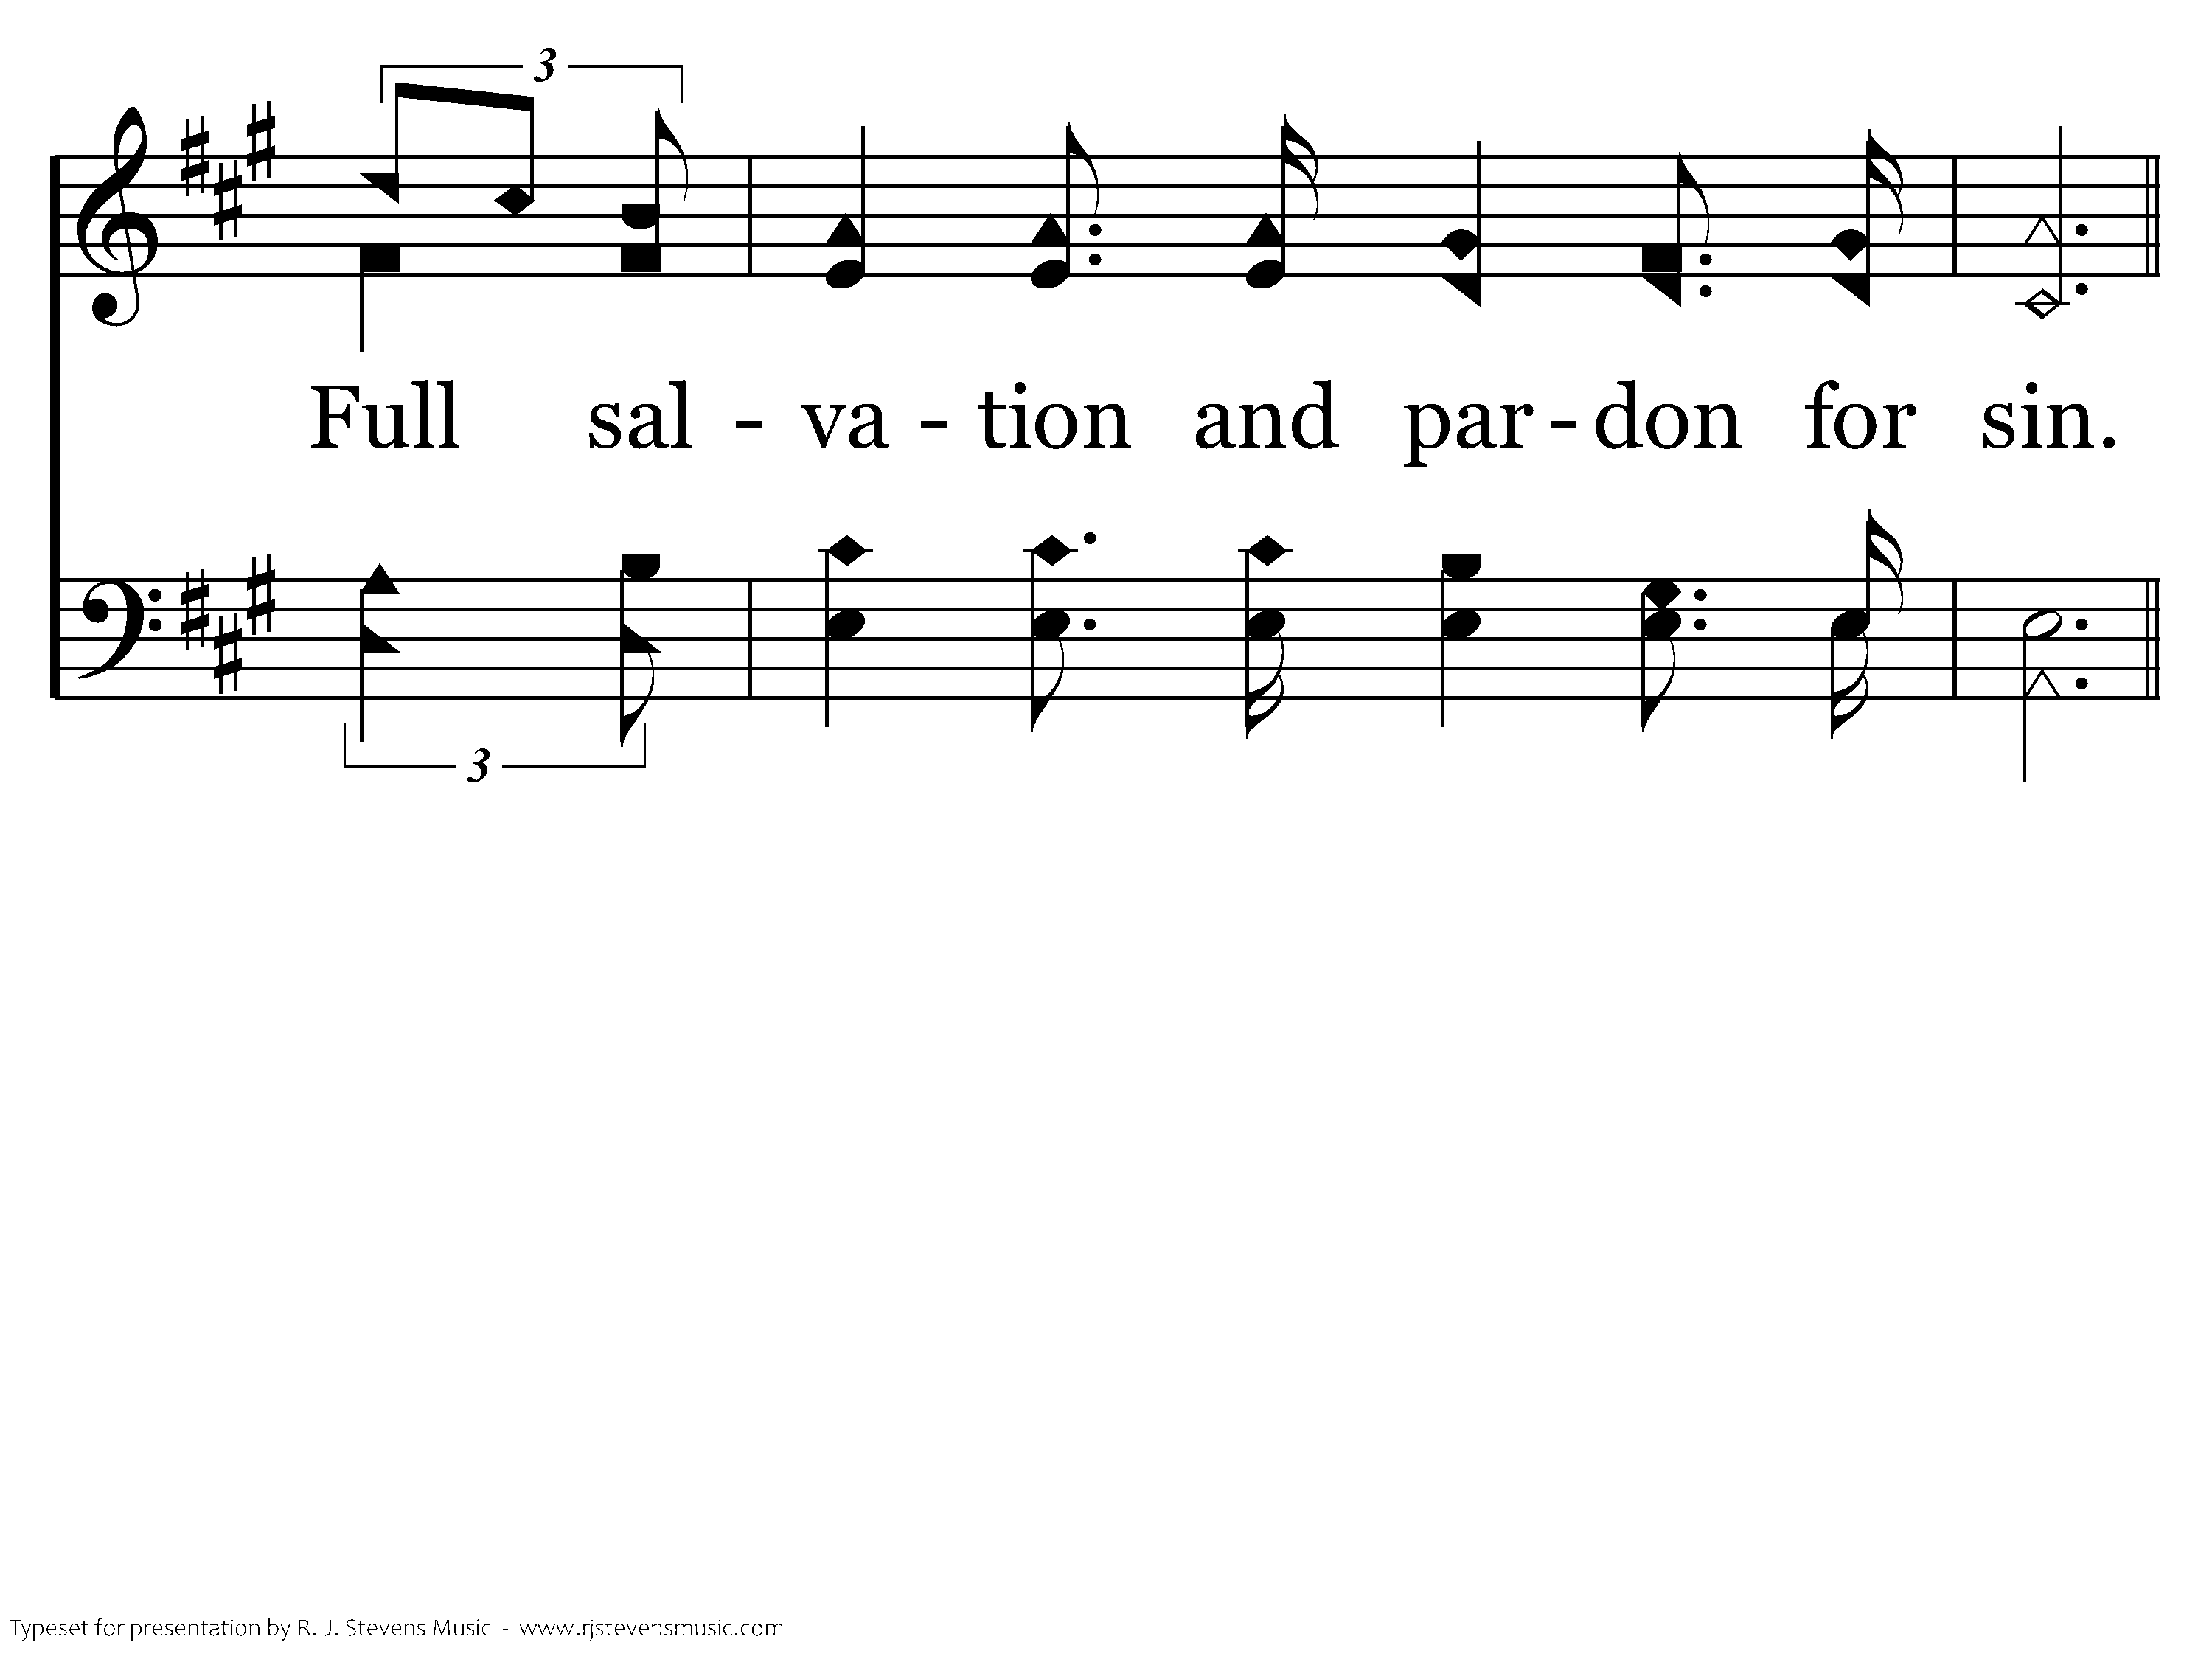 3
Full sal - va - tion and par - don for sin.
3
Typeset for presentation by R. J. Stevens Music - www.rjstevensmusic.com